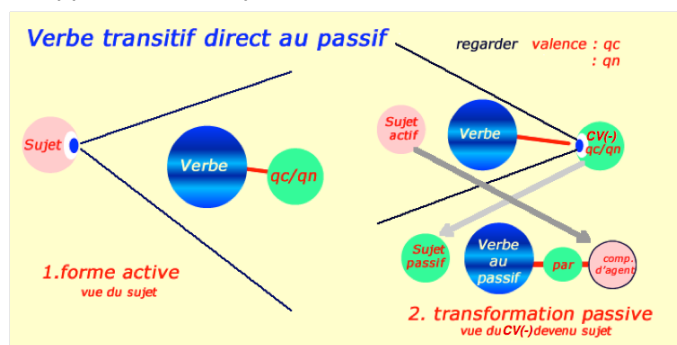 Verbe transitif direct au passif
regarder valence : qc
: qn
Sujet
Verbe
qc/qn
1.forme active
vue du sujet
Sujet
actif
Verbe
CV(-)
qc/qn
Sujet
passif
Verbe
au
passif
par
comp.
d'agent
2. transformation passive
vue du CV(-) devenu sujet